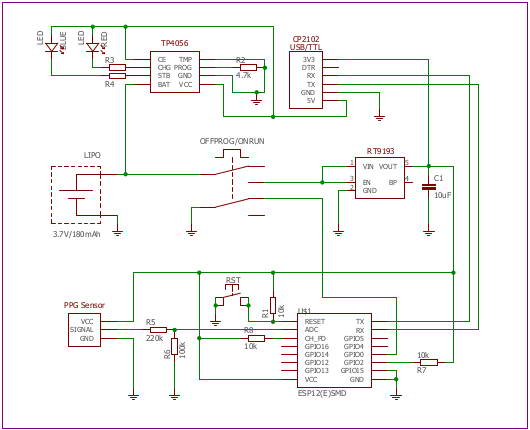 LED
BLUE
LED
RED
TP4056
CP2102
USB/TTL
CE
CHG
STB
BAT
TMP
PROG
GND
VCC
R3
R4
R2
4.7k
3V3
DTR
RX
TX
GND
5V
OFFPROG/ONRUN
LIPO
3.7V/180mAh
RT9193
1
3
2
VIN
EN
GND
VOUT
BP
5
4
C1
10uF
RST
R1
10k
PPG Sensor
VCC
SIGNAL
GND
R5
220k
R6
100k
R8
10k
U$1
RESET
ADC
CH_PD
GPIO16
GPIO14
GPIO12
GPIO13
VCC
TX
RX
GPIO5
GPIO4
GPIO0
GPIO2
GPIO15
GND
ESP12(E)SMD
10k
R7